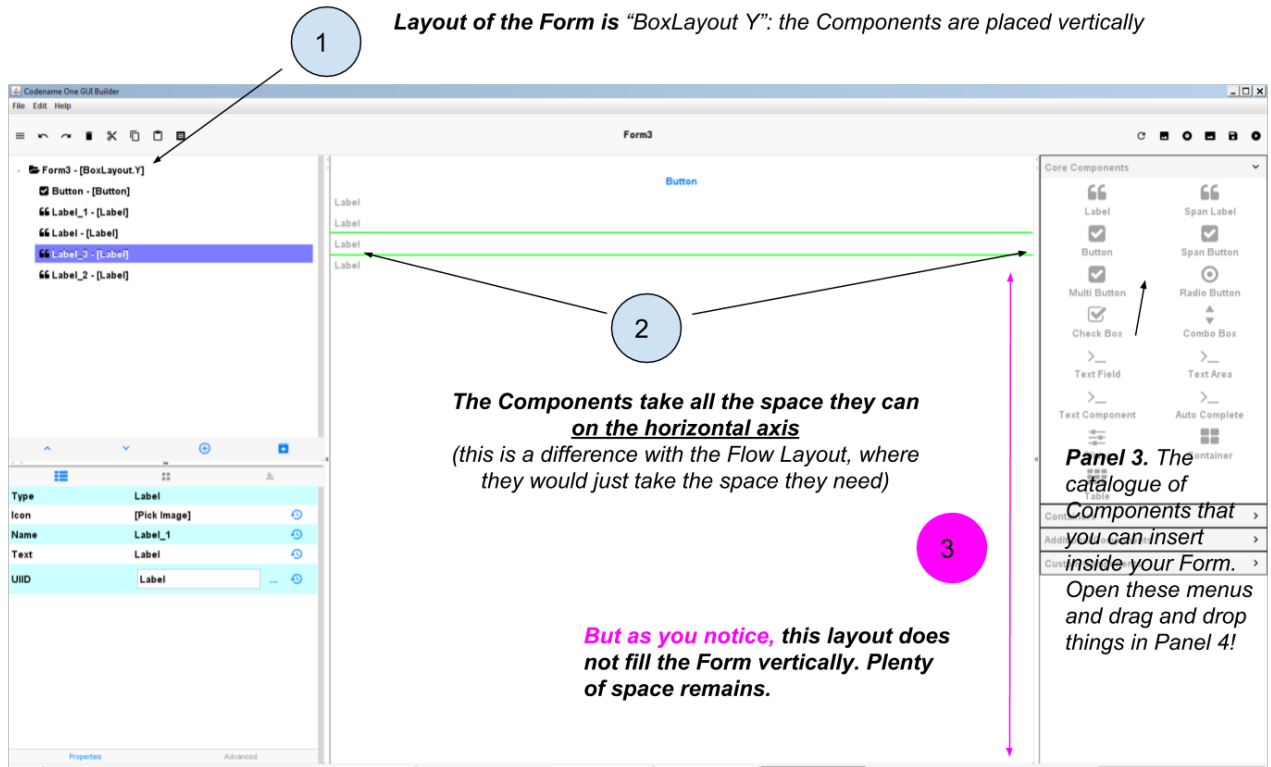 Layout of the Form is “BoxLayout Y”: the Components are placed vertically
1
Codename One GUI Builder
File Edit Help
Form3
Form3 - [BoxLayout.Y]
Button - [Button]
Label_1 - [Label]
Label - [Label]
Label_3 - [Label]
Label_2 - [Label]
Button
Label
Label
Label
Label
2
The Components take all the space they can
on the horizontal axis
(this is a difference with the Flow Layout, where
they would just take the space they need)
3
But as you notice, this layout does
not fill the Form vertically. Plenty
of space remains.
Core Components
Label Span Label
Button Span Button
Multi Button Radio Button
Check Box Combo Box
Text Field Text Area
Text Component Auto Complete
Container
Table
Panel 3. The
catalogue of
Components that
you can insert
inside your Form.
Open these menus
and drag and drop
things in Panel 4!
Type Label
Icon [Pick Image]
Name Label_1
Text Label
UIID Label ...
Properties Advanced